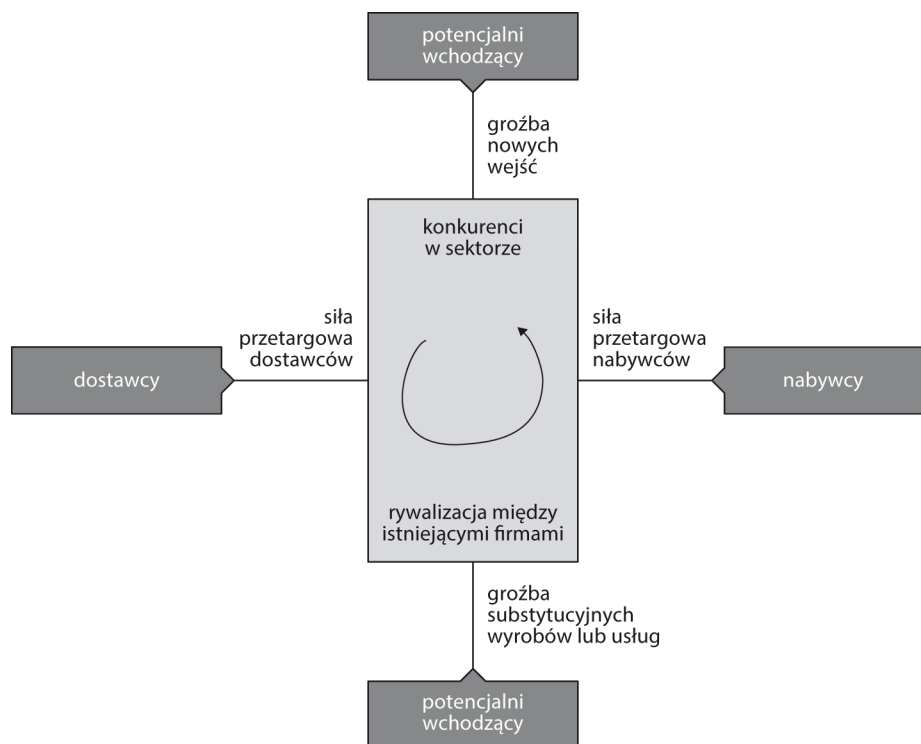 potencjalni
wchodzący
groźba
nowych
wejść
konkurenci
w sektorze
siła
przetargowa
dostawców
siła
przetargowa
nabywców
dostawcy
nabywcy
rywalizacja między
istniejącymi firmami
groźba
substytucyjnych
wyrobów lub usług
potencjalni
wchodzący